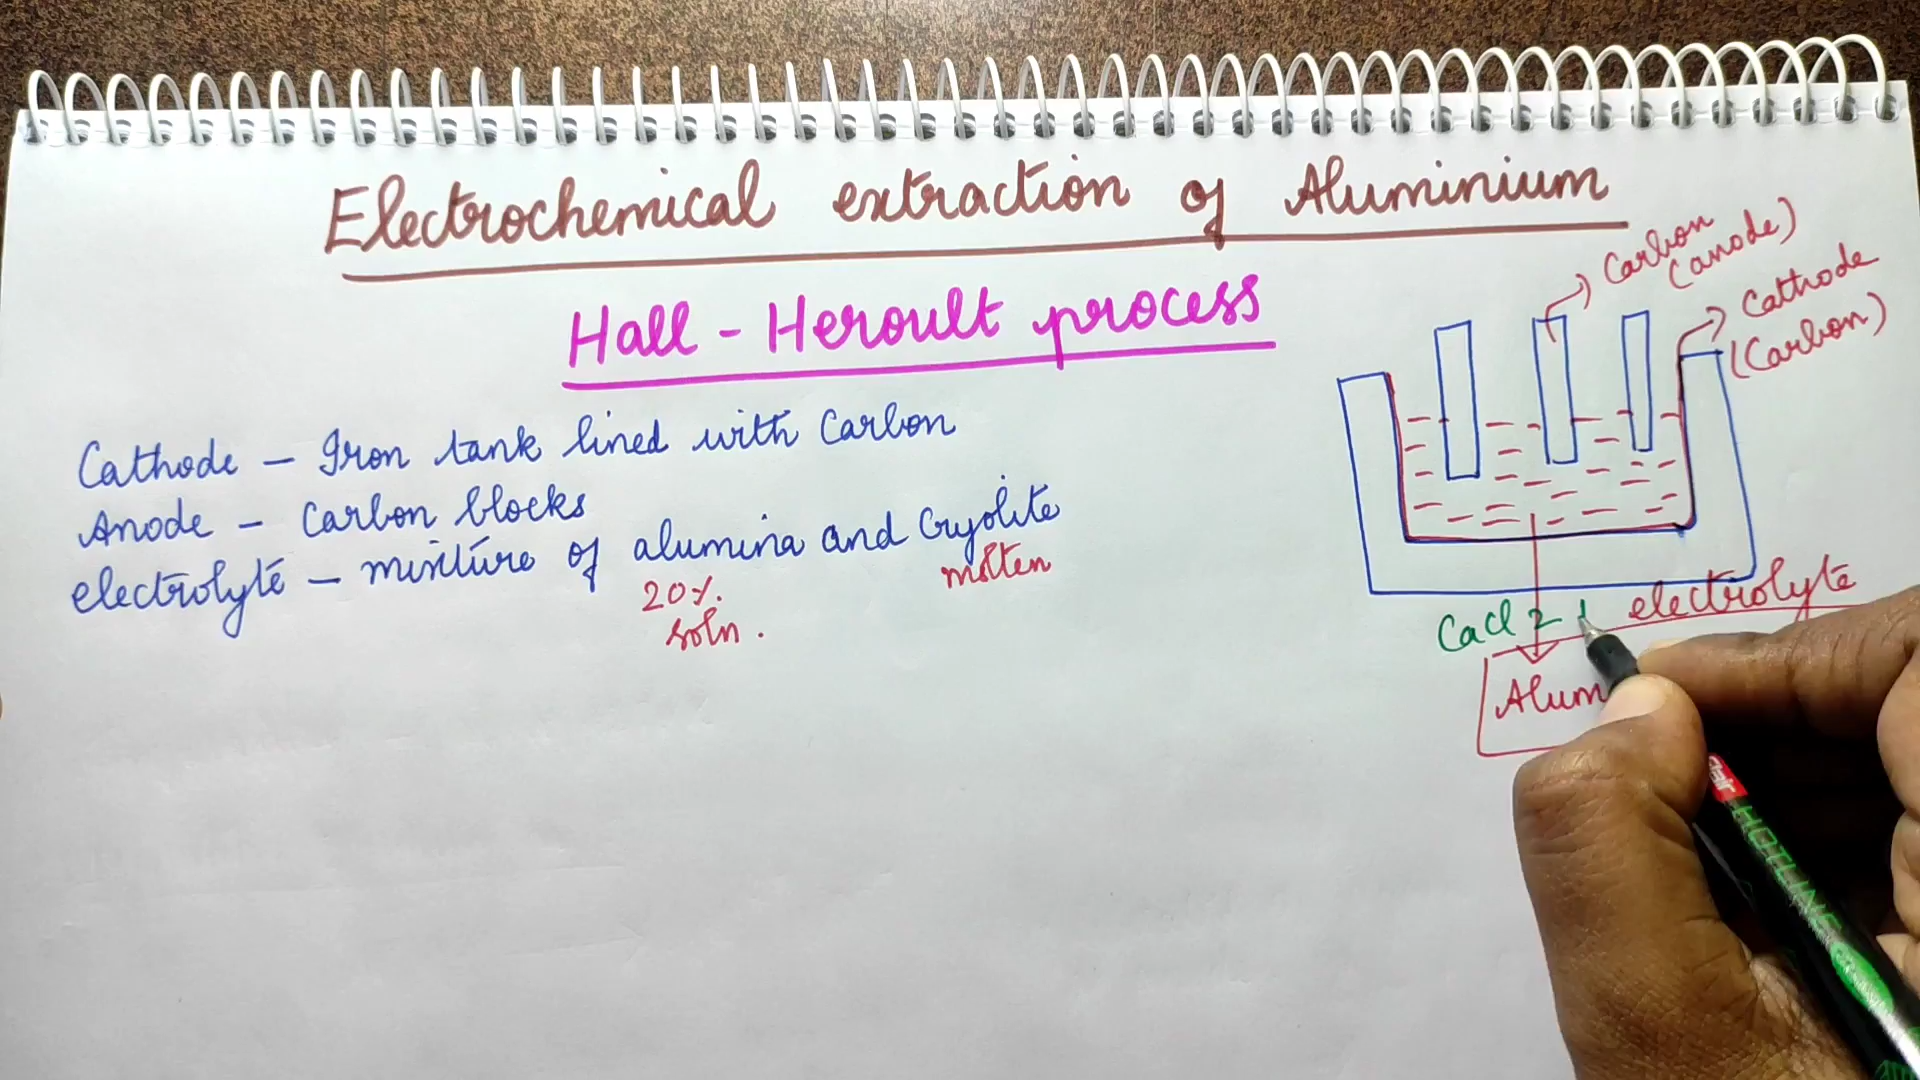 Electrochemical extraction of Aluminium
Hall - Heroult process
Carbon
(anode)
Cathode
(Carbon)
Cathode - Iron tank lined with Carbon
Anode - Carbon blocks
electrolyte - mixture of alumina and Cryolite
20%.
soln.
molten
electrolyte
CaCl2
Alum
HOTLINE